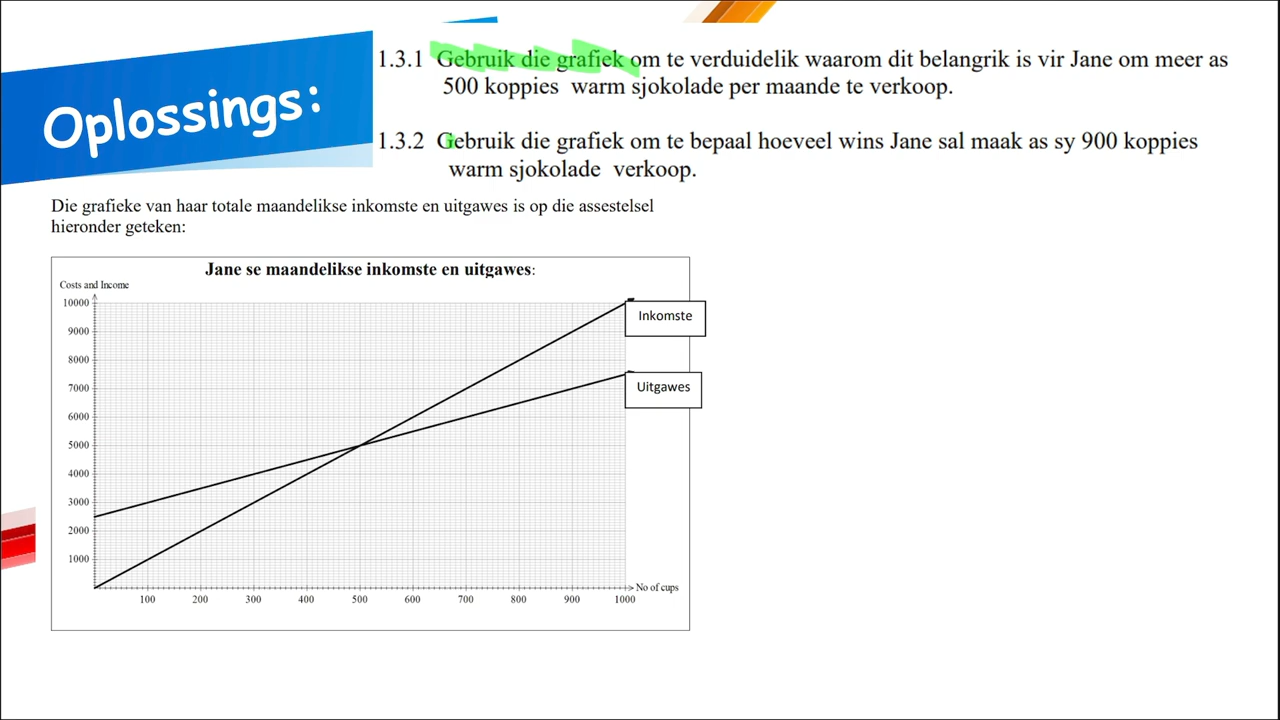 Oplossings:
1.3.1 Gebruik die grafiek om te verduidelik waarom dit belangrik is vir Jane om meer as
500 koppies warm sjokolade per maande te verkoop.
1.3.2 Gebruik die grafiek om te bepaal hoeveel wins Jane sal maak as sy 900 koppies
warm sjokolade verkoop.
Die grafieke van haar totale maandelikse inkomste en uitgawes is op die assestelsel
hieronder geteken:
Jane se maandelikse inkomste en uitgawes:
Costs and Income
10000
9000
8000
7000
6000
5000
4000
3000
2000
1000
Inkomste
Uitgawes
No of cups
100 200 300 400 500 600 700 800 900 1000